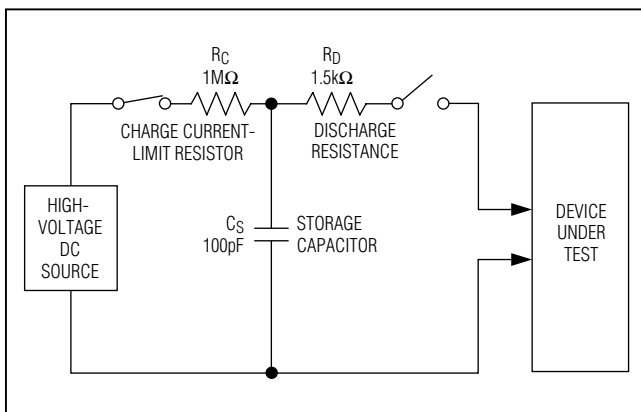 RC
1MΩ
CHARGE CURRENT-
LIMIT RESISTOR
RD
1.5kΩ
DISCHARGE
RESISTANCE
HIGH-
VOLTAGE
DC
SOURCE
CS
100pF
STORAGE
CAPACITOR
DEVICE
UNDER
TEST